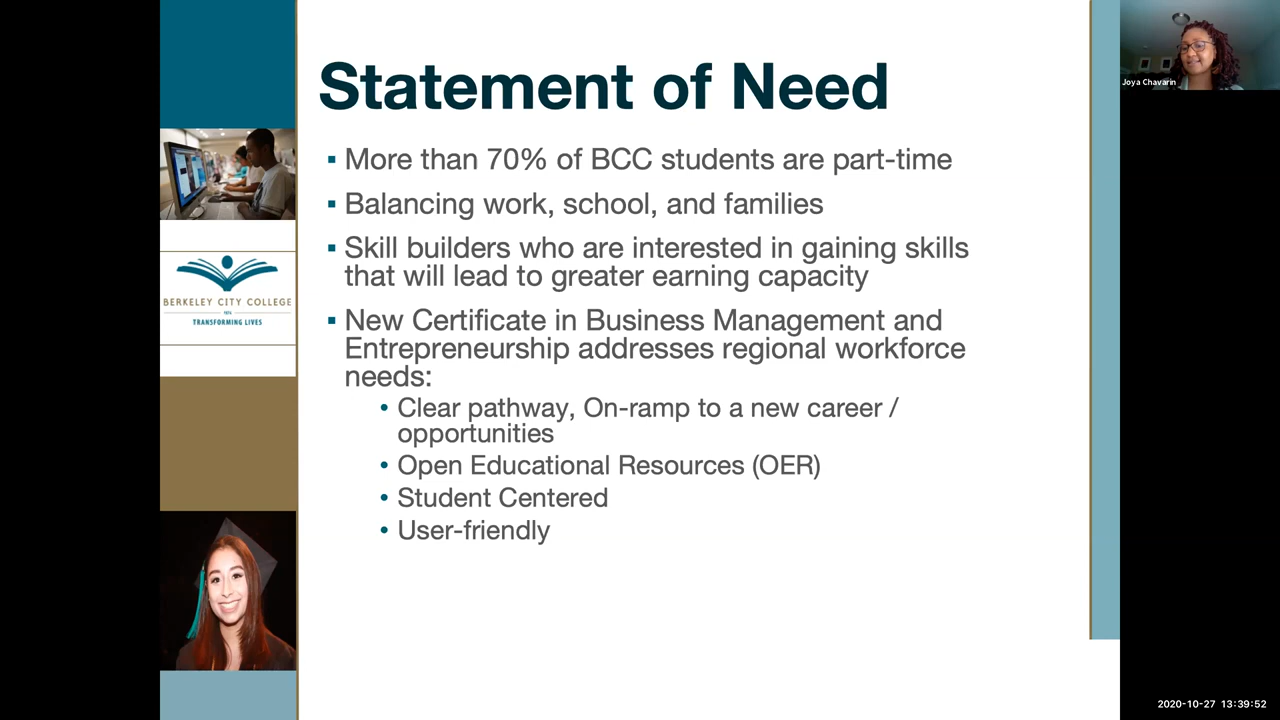 Statement of Need
▪ More than 70% of BCC students are part-time
▪ Balancing work, school, and families
▪ Skill builders who are interested in gaining skills
that will lead to greater earning capacity
▪ New Certificate in Business Management and
Entrepreneurship addresses regional workforce
needs:
• Clear pathway, On-ramp to a new career /
opportunities
• Open Educational Resources (OER)
• Student Centered
• User-friendly
BERKELEY CITY COLLEGE
TRANSFORMING LIVES
Joya Chavarin
2020-10-27 13:39:52